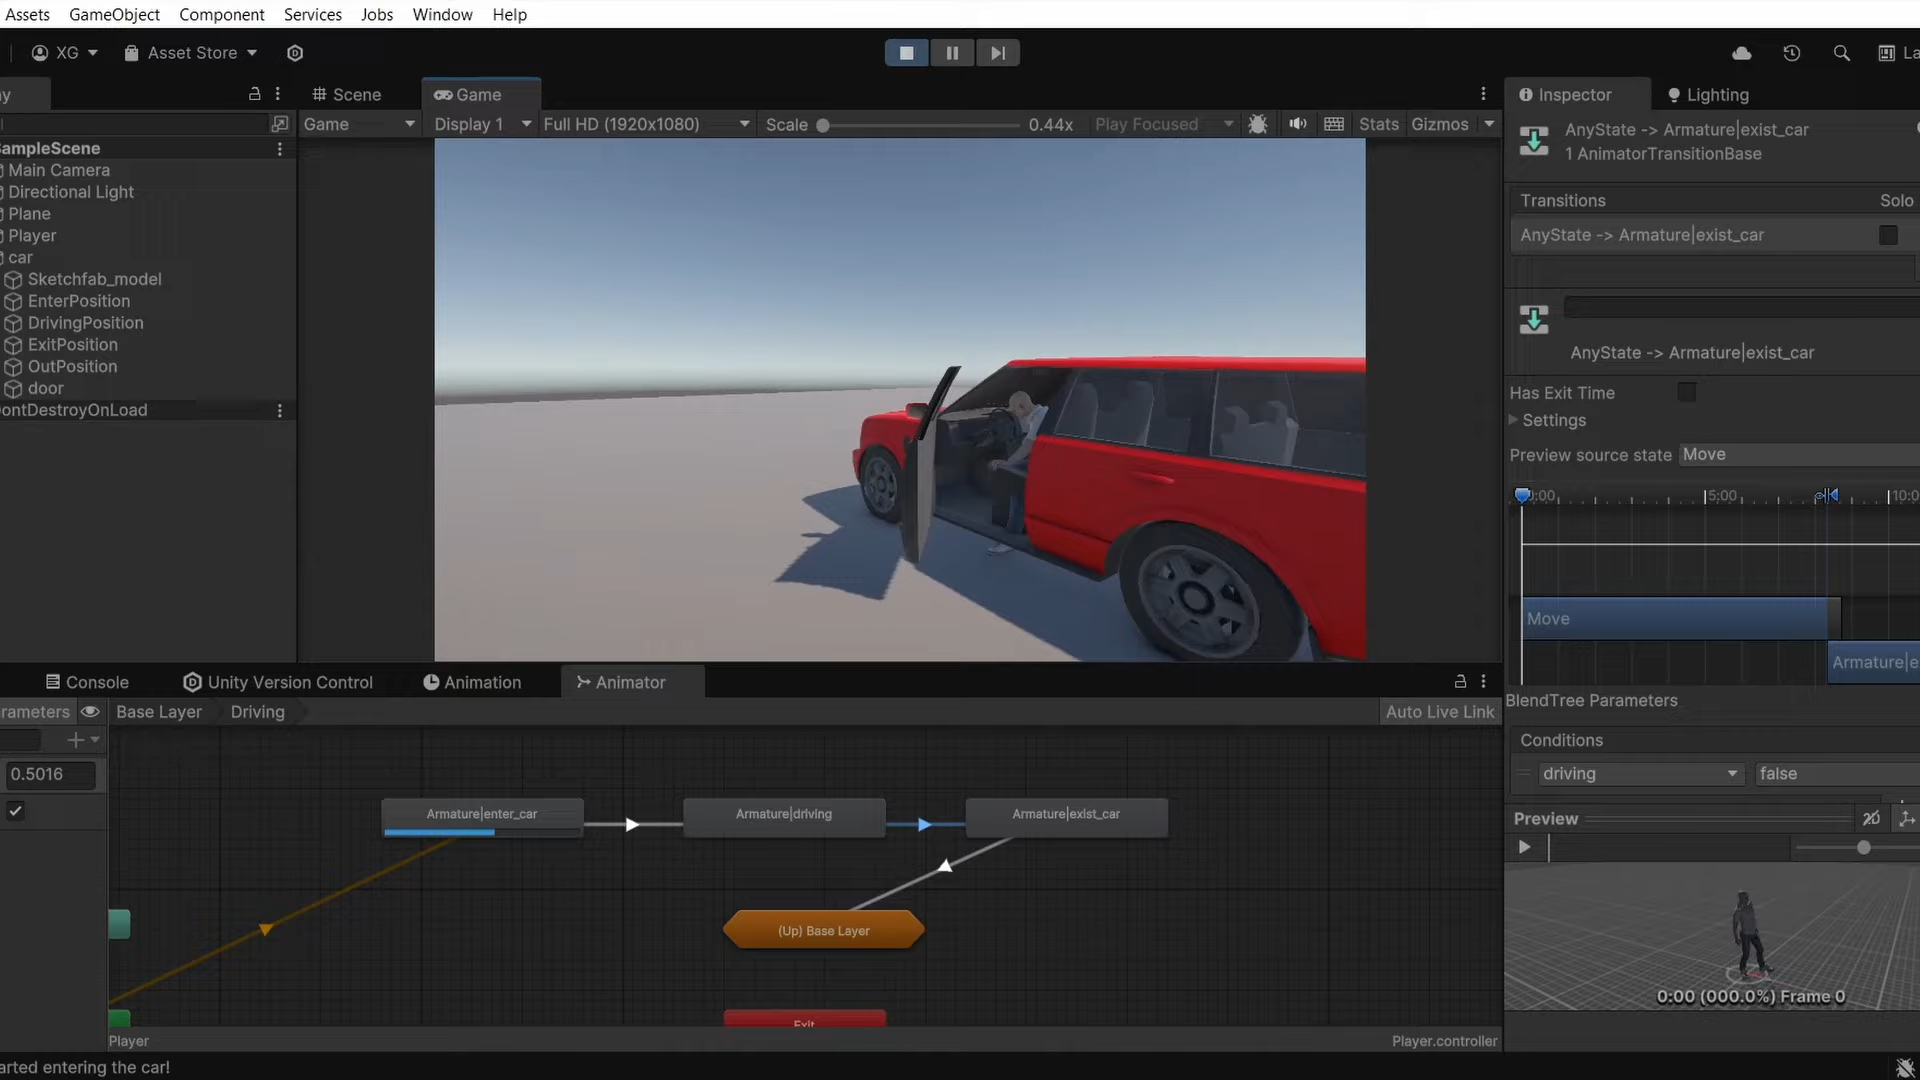 Assets GameObject Component Services Jobs Window Help
XG Asset Store La
y Scene Game Inspector Lighting
Game Display 1 Full HD (1920x1080) Scale 0.44x Play Focused Stats Gizmos
AnyState -> Armature|exist_car
1 AnimatorTransitionBase
SampleScene
Main Camera
Directional Light
Plane
Player
car
Sketchfab_model
EnterPosition
DrivingPosition
ExitPosition
OutPosition
door
ontDestroyOnLoad
Transitions Solo
AnyState -> Armature|exist_car
AnyState -> Armature|exist_car
Has Exit Time
Settings
Preview source state Move
0:00 5:00 10:0
Move
Armature|e
BlendTree Parameters
Conditions
driving false
Preview 2D
0:00 (000.0%) Frame 0
Console Unity Version Control Animation Animator
rameters Base Layer Driving Auto Live Link
0.5016
Armature|enter_car Armature|driving Armature|exist_car
(Up) Base Layer
Exit
Player Player.controller
arted entering the car!